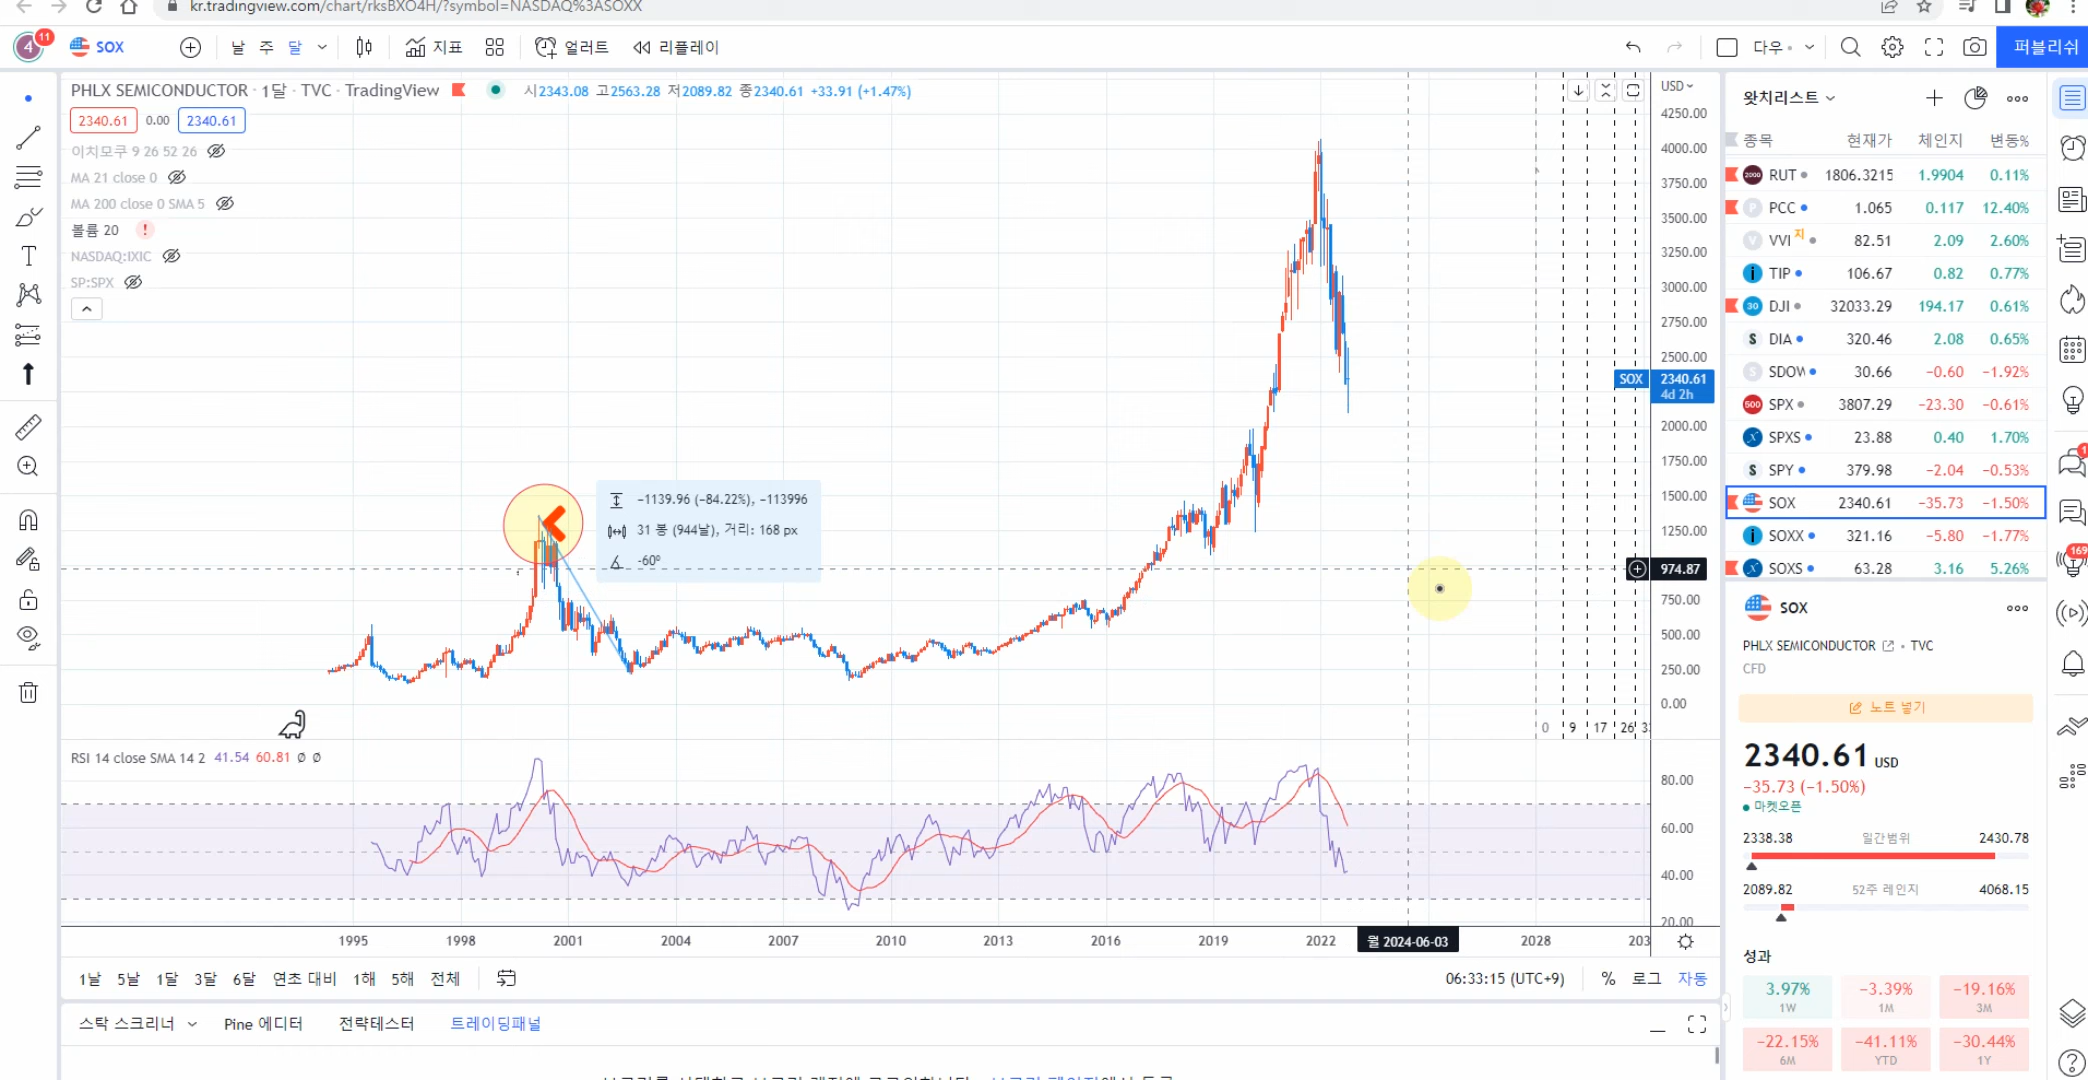 kr.tradingview.com/chart/rksBXO4H/?symbol=NASDAQ%3ASOXX
4 11 SOX 날 주 달 지표 얼러트 리플레이 다우 퍼블리쉬
PHLX SEMICONDUCTOR · 1달 · TVC · TradingView 시2343.08 고2563.28 저2089.82 종2340.61 +33.91 (+1.47%)
2340.61 0.00 2340.61
이치모쿠 9 26 52 26
MA 21 close 0
MA 200 close 0 SMA 5
볼륨 20 !
NASDAQ:IXIC
SP:SPX
−1139.96 (−84.22%), −113996
31 봉 (944날), 거리: 168 px
-60º
USD
4250.00
4000.00
3750.00
3500.00
3250.00
3000.00
2750.00
2500.00
SOX 2340.61
4d 2h
2000.00
1750.00
1500.00
1250.00
974.87
750.00
500.00
250.00
0.00
0 9 17 26
RSI 14 close SMA 14 2 41.54 60.81 ø ø
80.00
60.00
40.00
20.00
1995 1998 2001 2004 2007 2010 2013 2016 2019 2022 월 2024-06-03 2028 203
1날 5날 1달 3달 6달 연초 대비 1해 5해 전체 06:33:15 (UTC+9) % 로그 자동
스탁 스크리너 Pine 에디터 전략테스터 트레이딩패널
왓치리스트
종목 현재가 체인지 변동%
2000 RUT 1806.3215 1.9904 0.11%
P PCC 1.065 0.117 12.40%
V VVI 지 82.51 2.09 2.60%
i TIP 106.67 0.82 0.77%
30 DJI 32033.29 194.17 0.61%
S DIA 320.46 2.08 0.65%
S SDOW 30.66 −0.60 −1.92%
500 SPX 3807.29 −23.30 −0.61%
SPXS 23.88 0.40 1.70%
S SPY 379.98 −2.04 −0.53%
SOX 2340.61 −35.73 −1.50%
i SOXX 321.16 −5.80 −1.77%
SOXS 63.28 3.16 5.26%
SOX
PHLX SEMICONDUCTOR • TVC
CFD
노트 넣기
2340.61 USD
−35.73 (−1.50%)
마켓오픈
2338.38 일간범위 2430.78
2089.82 52주 레인지 4068.15
성과
3.97% −3.39% −19.16%
1W 1M 3M
−22.15% −41.11% −30.44%
6M YTD 1Y
1
169